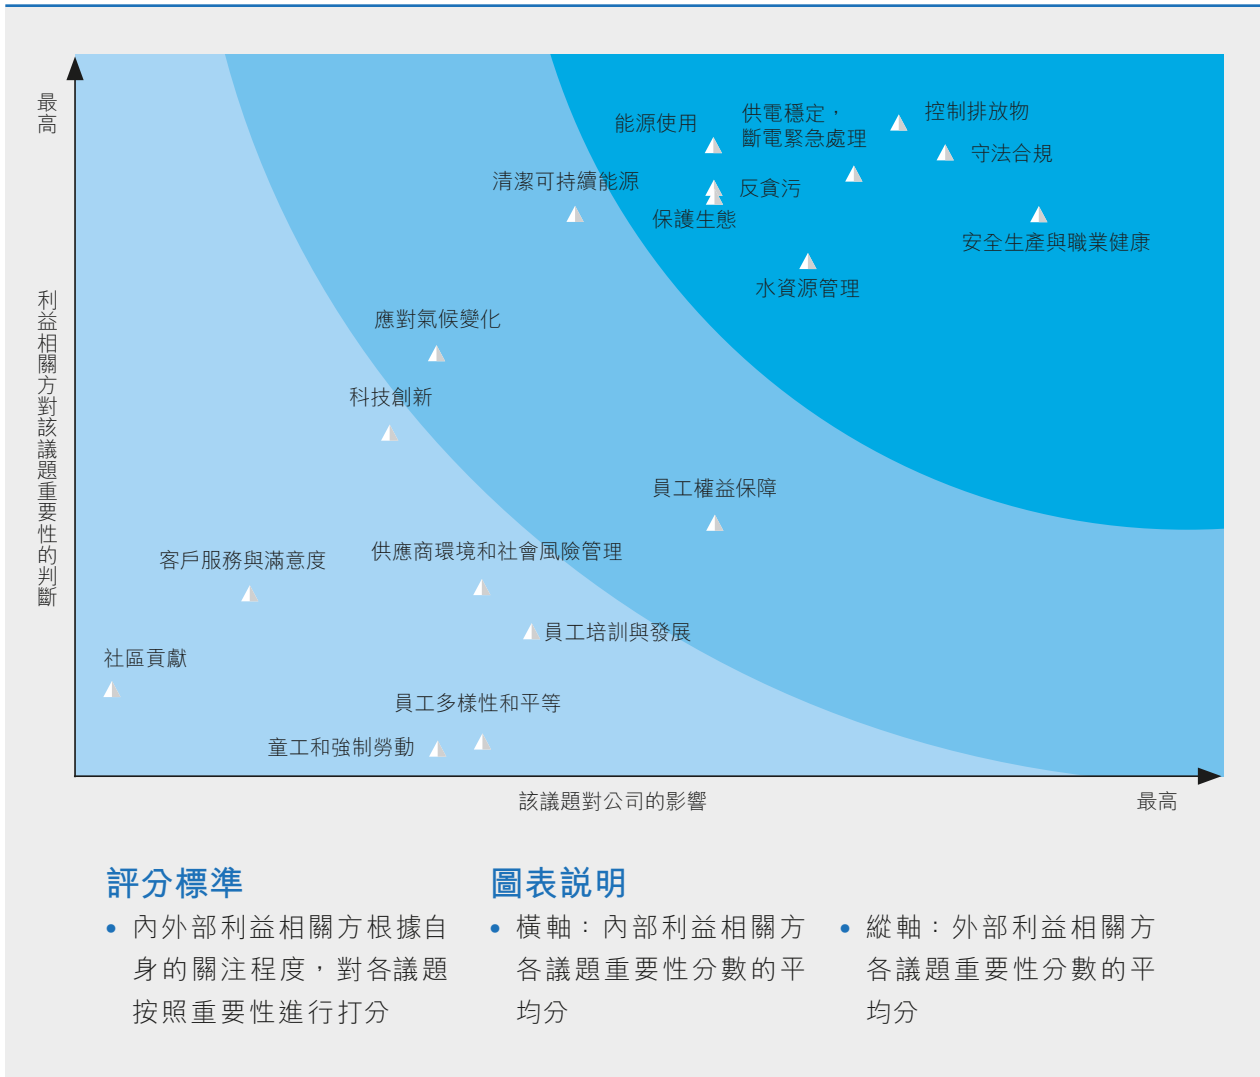 最高
利益相關方對該議題重要性的判斷
能源使用
供電穩定，
斷電緊急處理
控制排放物
守法合規
清潔可持續能源
反貪污
保護生態
安全生產與職業健康
水資源管理
應對氣候變化
科技創新
員工權益保障
供應商環境和社會風險管理
客戶服務與滿意度
員工培訓與發展
社區貢獻
員工多樣性和平等
童工和強制勞動
該議題對公司的影響
最高
評分標準
• 內外部利益相關方根據自
身的關注程度，對各議題
按照重要性進行打分
圖表説明
• 橫軸：內部利益相關方
各議題重要性分數的平
均分
• 縱軸：外部利益相關方
各議題重要性分數的平
均分